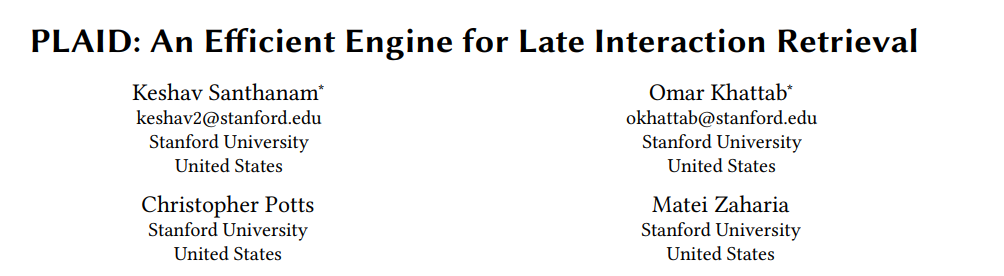 PLAID: An Efficient Engine for Late Interaction Retrieval
Keshav Santhanam*
keshav2@stanford.edu
Stanford University
United States
Omar Khattab*
okhattab@stanford.edu
Stanford University
United States
Christopher Potts
Stanford University
United States
Matei Zaharia
Stanford University
United States